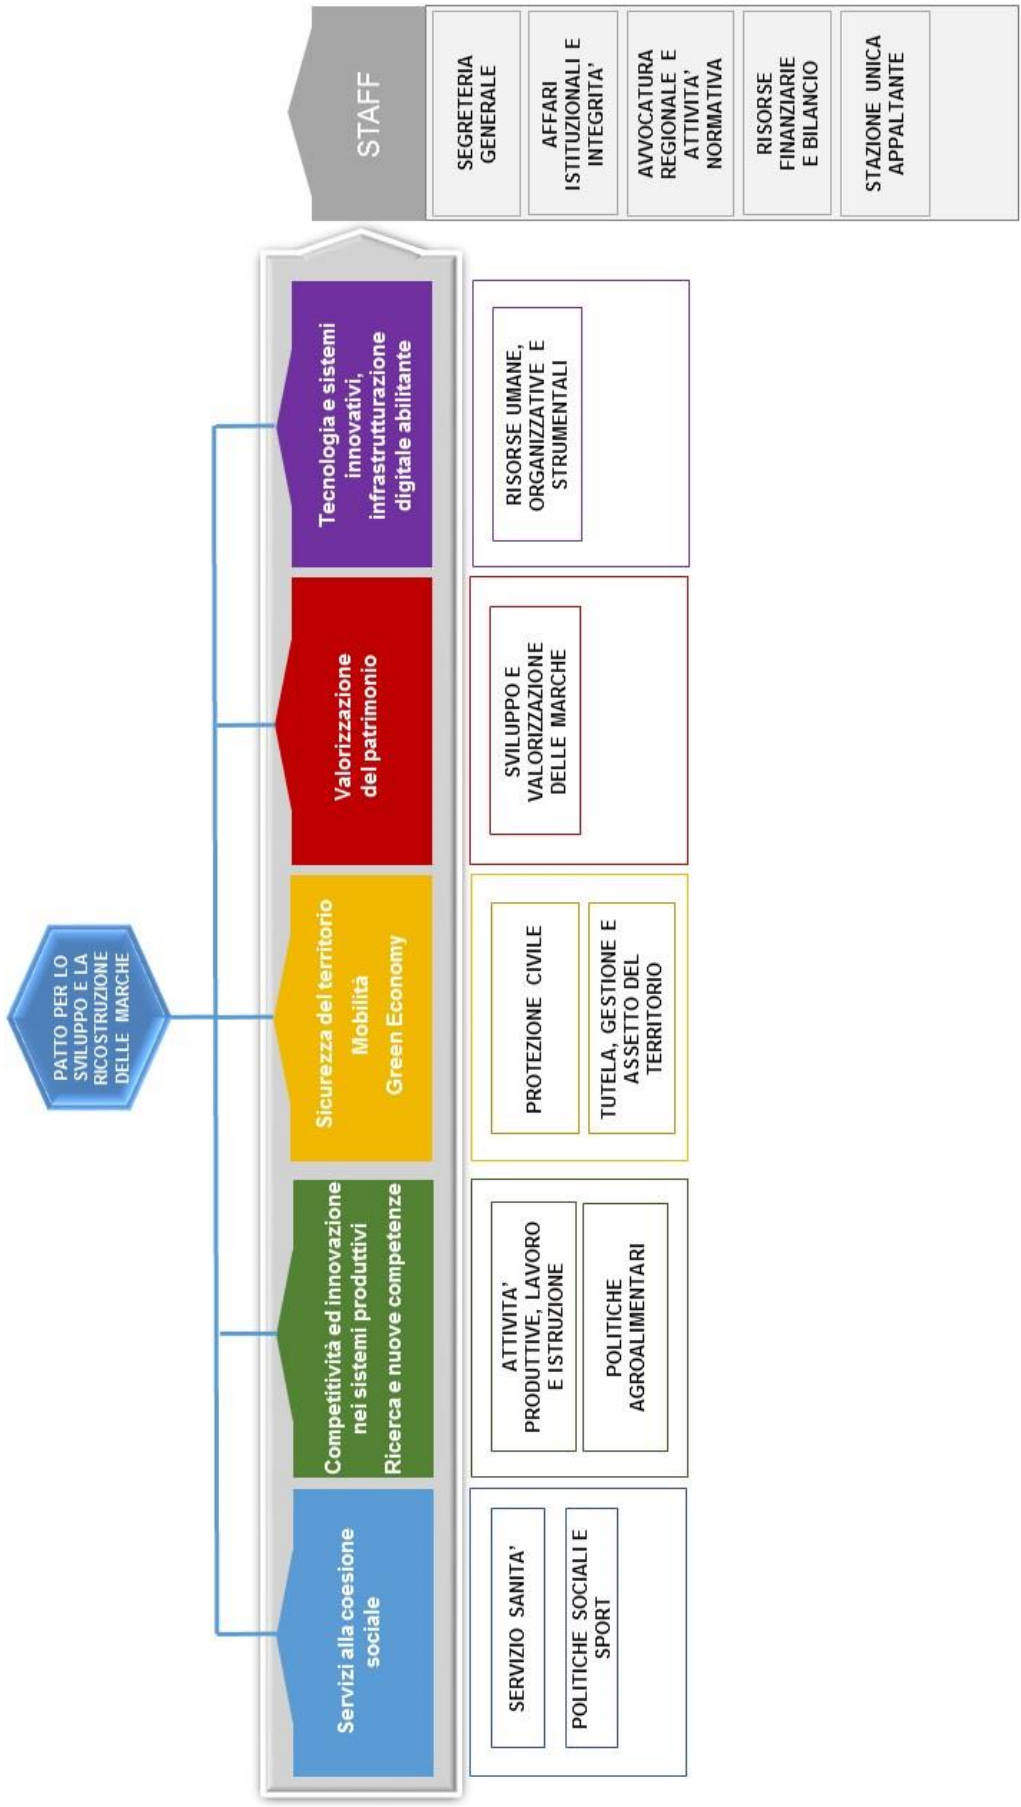 PATTO PER LO
SVILUPPO E LA
RICOSTRUZIONE
DELLE MARCHE
Servizi alla coesione
sociale
Competitività ed innovazione
nei sistemi produttivi
Ricerca e nuove competenze
Sicurezza del territorio
Mobilità
Green Economy
Valorizzazione
del patrimonio
Tecnologia e sistemi
innovativi,
infrastrutturazione
digitale abilitante
STAFF
SERVIZIO SANITA'
POLITICHE SOCIALI E
SPORT
ATTIVITA'
PRODUTTIVE, LAVORO
E ISTRUZIONE
POLITICHE
AGROALIMENTARI
PROTEZIONE CIVILE
TUTELA, GESTIONE E
ASSETTO DEL
TERRITORIO
SVILUPPO E
VALORIZZAZIONE
DELLE MARCHE
RISORSE UMANE,
ORGANIZZATIVE E
STRUMENTALI
SEGRETERIA
GENERALE
AFFARI
ISTITUZIONALI E
INTEGRITA'
AVVOCATURA
REGIONALE E
ATTIVITA'
NORMATIVA
RISORSE
FINANZIARIE
E BILANCIO
STAZIONE UNICA
APPALTANTE